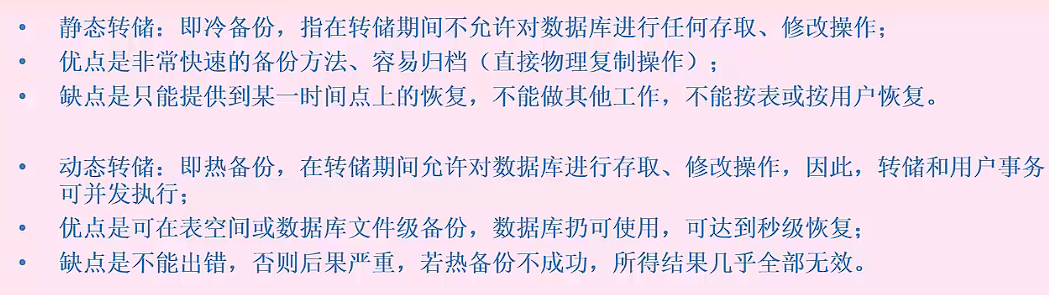 • 静态转储：即冷备份，指在转储期间不允许对数据库进行任何存取、修改操作；
• 优点是非常快速的备份方法、容易归档（直接物理复制操作）；
• 缺点是只能提供到某一时间点上的恢复，不能做其他工作，不能按表或按用户恢复。
• 动态转储：即热备份，在转储期间允许对数据库进行存取、修改操作，因此，转储和用户事务
可并发执行；
• 优点是可在表空间或数据库文件级备份，数据库扔可使用，可达到秒级恢复；
• 缺点是不能出错，否则后果严重，若热备份不成功，所得结果几乎全部无效。